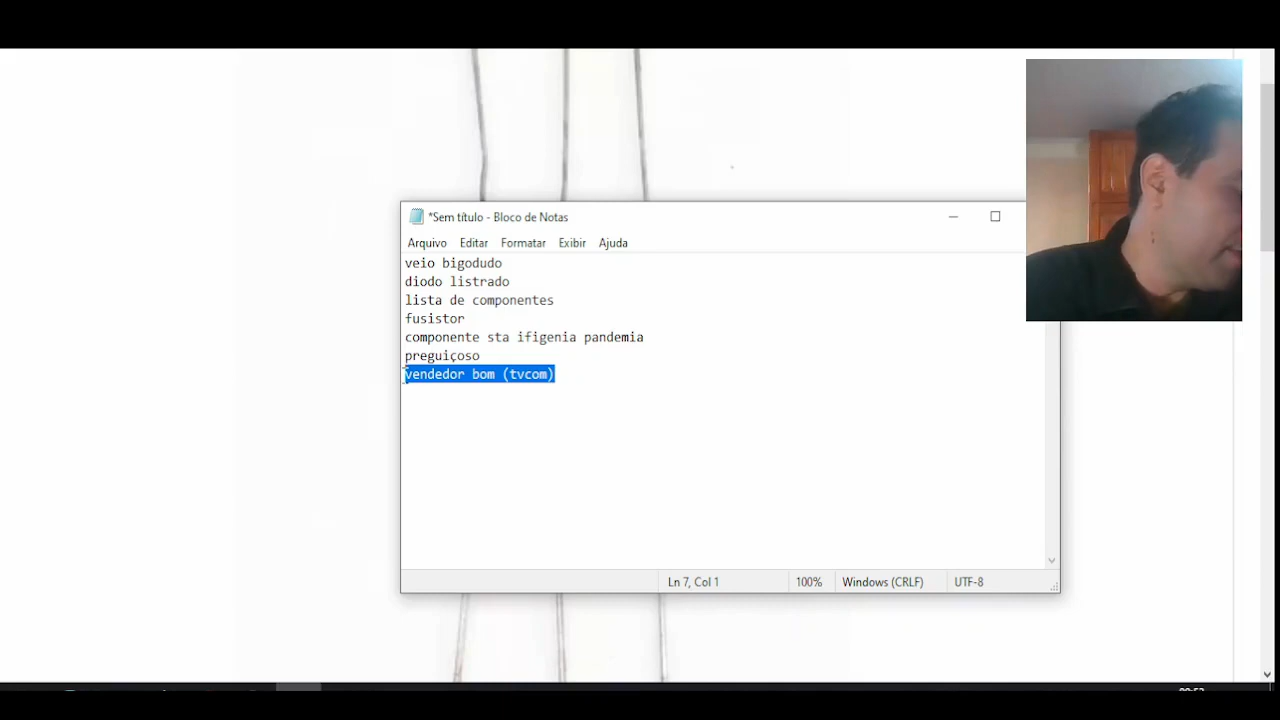 *Sem título - Bloco de Notas
Arquivo Editar Formatar Exibir Ajuda
veio bigodudo
diodo listrado
lista de componentes
fusistor
componente sta ifigenia pandemia
preguiçoso
vendedor bom (tvcom)
Ln 7, Col 1 100% Windows (CRLF) UTF-8